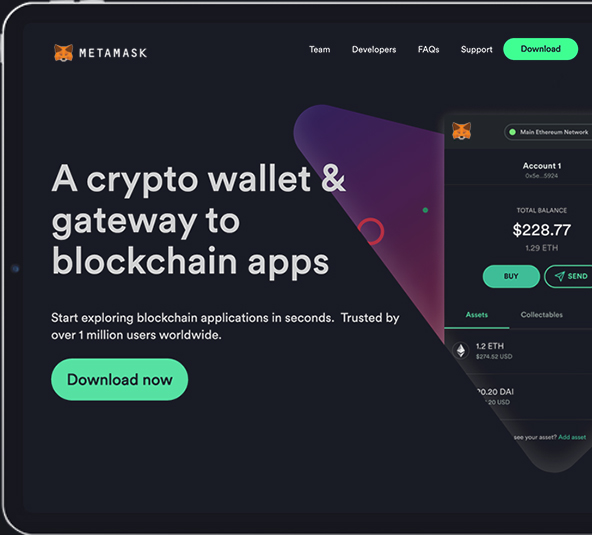 METAMASK
Team Developers FAQs Support Download
A crypto wallet &
gateway to
blockchain apps
Start exploring blockchain applications in seconds. Trusted by
over 1 million users worldwide.
Download now
Main Ethereum Network
Account 1
0x5e...5924
TOTAL BALANCE
$228.77
1.29 ETH
BUY SEND
Assets Collectables
1.2 ETH
$274.52 USD
0.20 DAI
20 USD
see your asset? Add asset